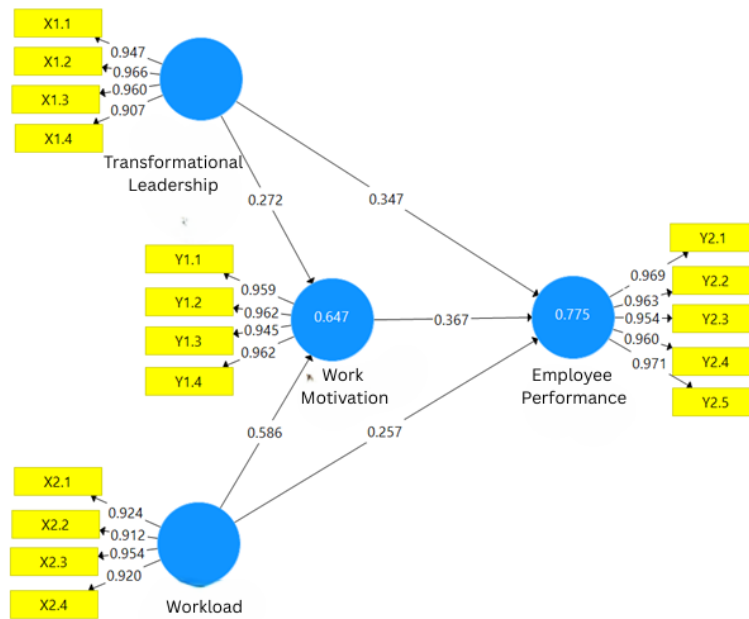 X1.1
X1.2
X1.3
X1.4
0.947
0.966
0.960
0.907
Transformational
Leadership
0.272
0.347
Y1.1
Y1.2
Y1.3
Y1.4
0.959
0.962
0.945
0.962
0.647
Work
Motivation
0.367
0.775
Employee
Performance
Y2.1
Y2.2
Y2.3
Y2.4
Y2.5
0.969
0.963
0.954
0.960
0.971
0.586
0.257
X2.1
X2.2
X2.3
X2.4
0.924
0.912
0.954
0.920
Workload